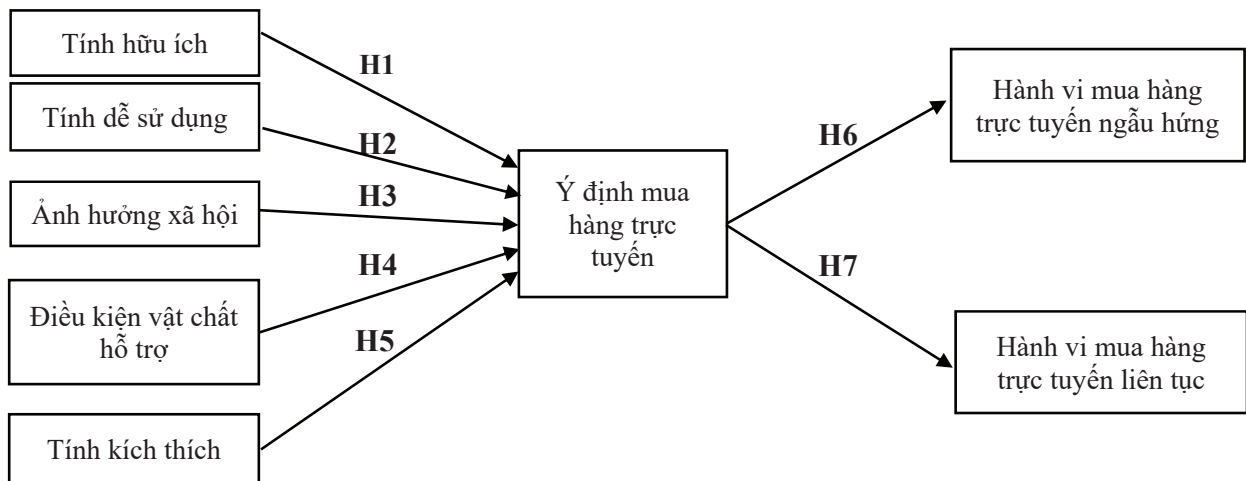 Tính hữu ích
Tính dễ sử dụng
Ảnh hưởng xã hội
Điều kiện vật chất
hỗ trợ
Tính kích thích
H1
H2
H3
H4
H5
Ý định mua
hàng trực
tuyến
H6
H7
Hành vi mua hàng
trực tuyến ngẫu hứng
Hành vi mua hàng
trực tuyến liên tục